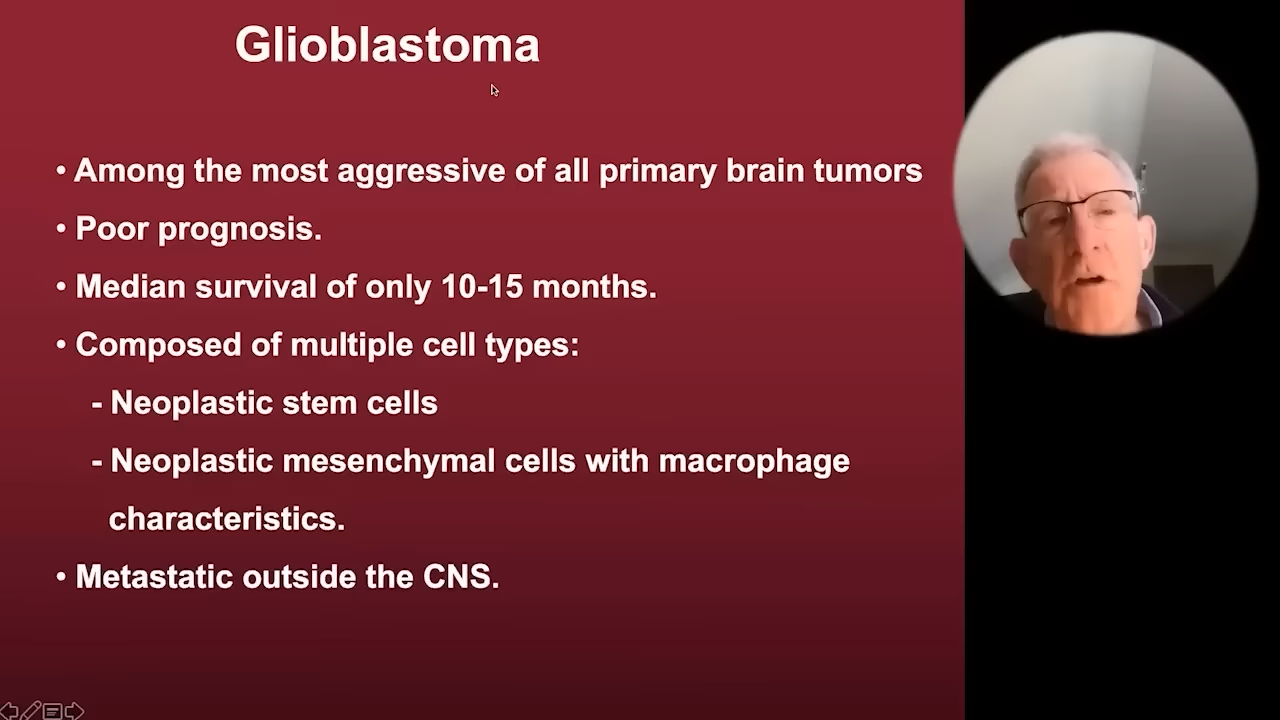 Glioblastoma
• Among the most aggressive of all primary brain tumors
• Poor prognosis.
• Median survival of only 10-15 months.
• Composed of multiple cell types:
- Neoplastic stem cells
- Neoplastic mesenchymal cells with macrophage
characteristics.
• Metastatic outside the CNS.